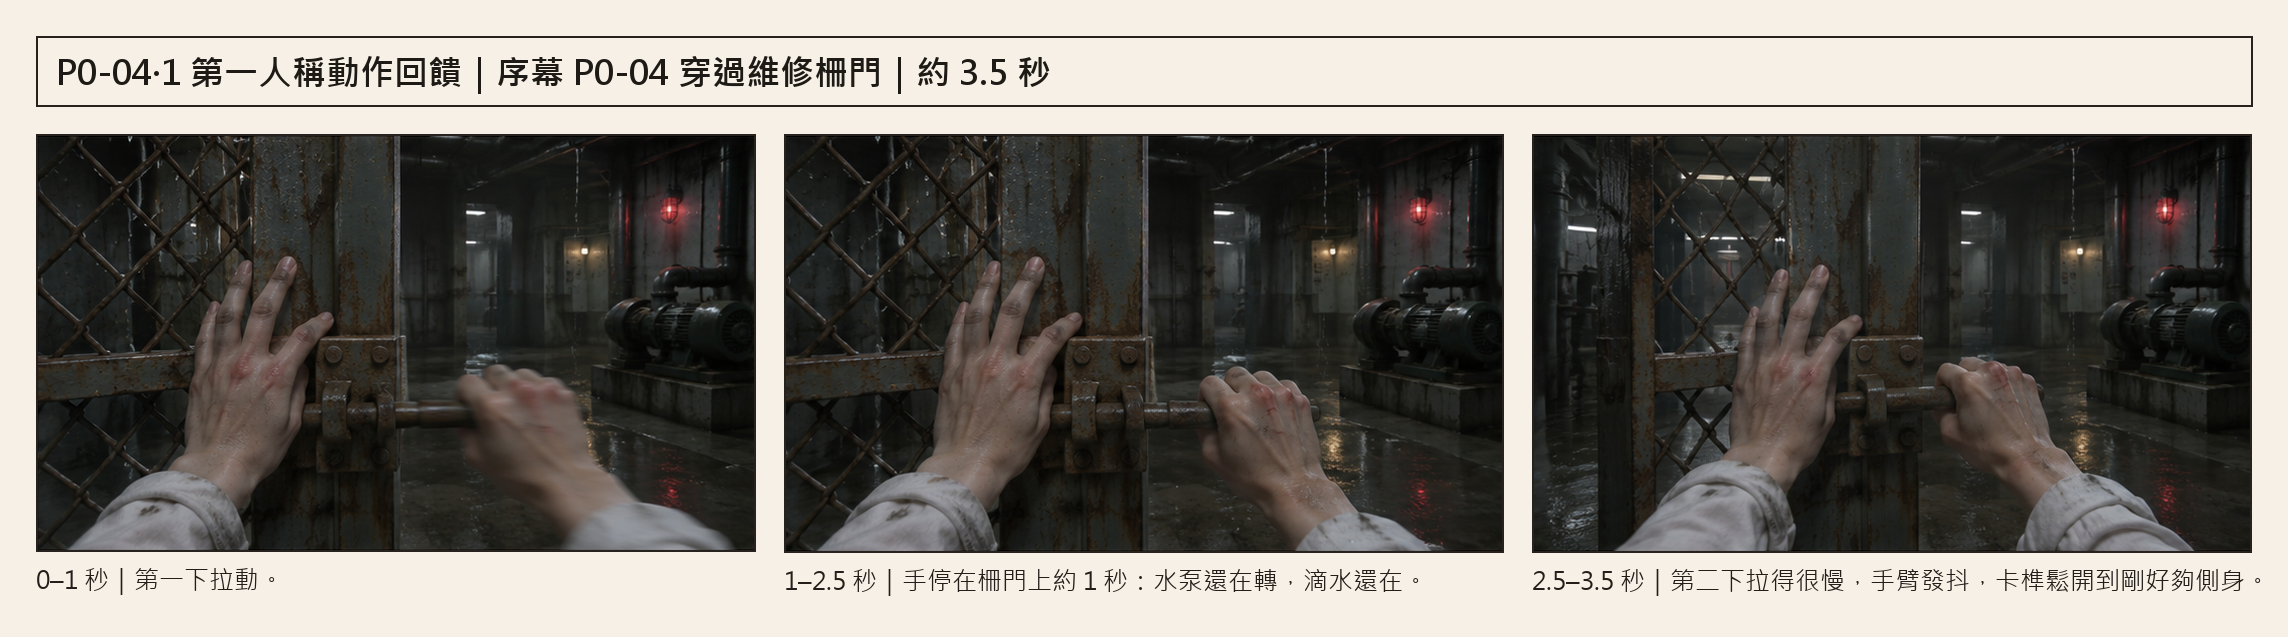 P0-04·1 第一人稱動作回饋｜序幕 P0-04 穿過維修柵門｜約 3.5 秒
0–1 秒｜第一下拉動。
1–2.5 秒｜手停在柵門上約 1 秒：水泵還在轉，滴水還在。
2.5–3.5 秒｜第二下拉得很慢，手臂發抖，卡榫鬆開到剛好夠側身。